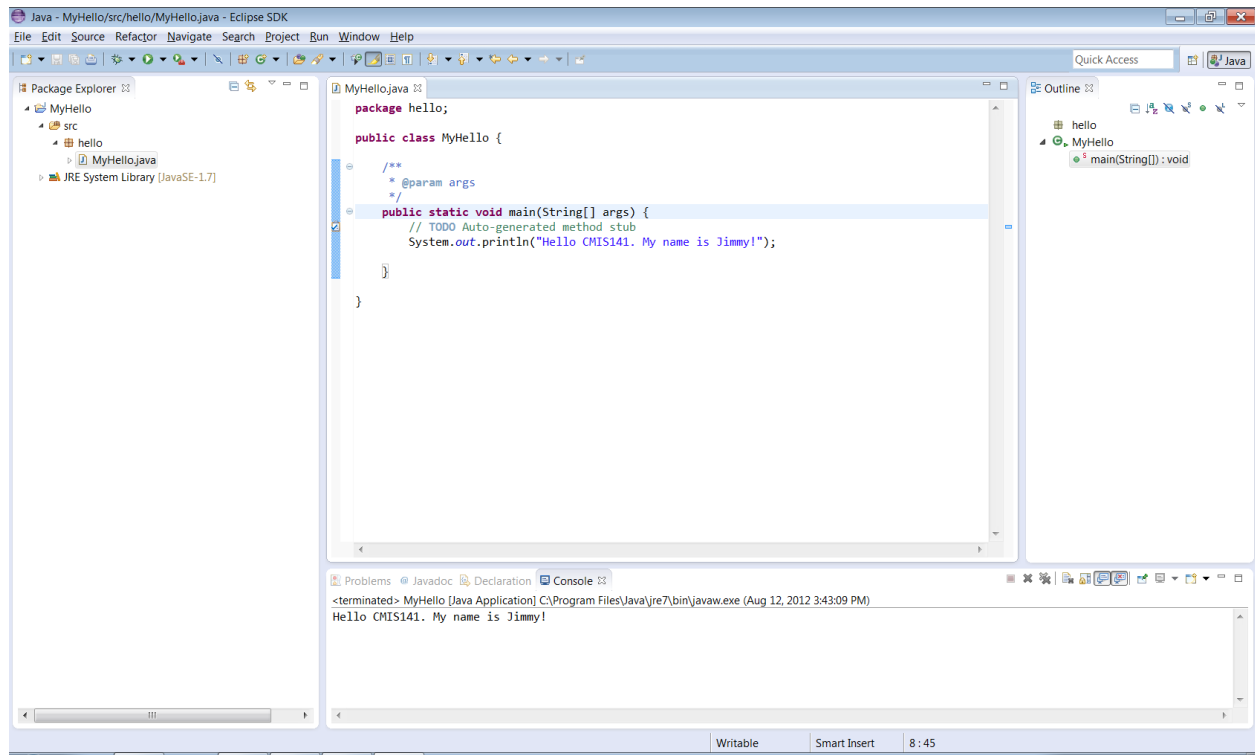 Java - MyHello/src/hello/MyHello.java - Eclipse SDK
File Edit Source Refactor Navigate Search Project Run Window Help
Quick Access
Java
Package Explorer
MyHello
src
hello
MyHello.java
JRE System Library [JavaSE-1.7]
MyHello.java
package hello;
public class MyHello {
/**
* @param args
*/
public static void main(String[] args) {
// TODO Auto-generated method stub
System.out.println("Hello CMIS141. My name is Jimmy!");
}
}
Outline
hello
MyHello
main(String[]) : void
Problems @ Javadoc Declaration Console
<terminated> MyHello [Java Application] C:\Program Files\Java\jre7\bin\javaw.exe (Aug 12, 2012 3:43:09 PM)
Hello CMIS141. My name is Jimmy!
Writable Smart Insert 8 : 45